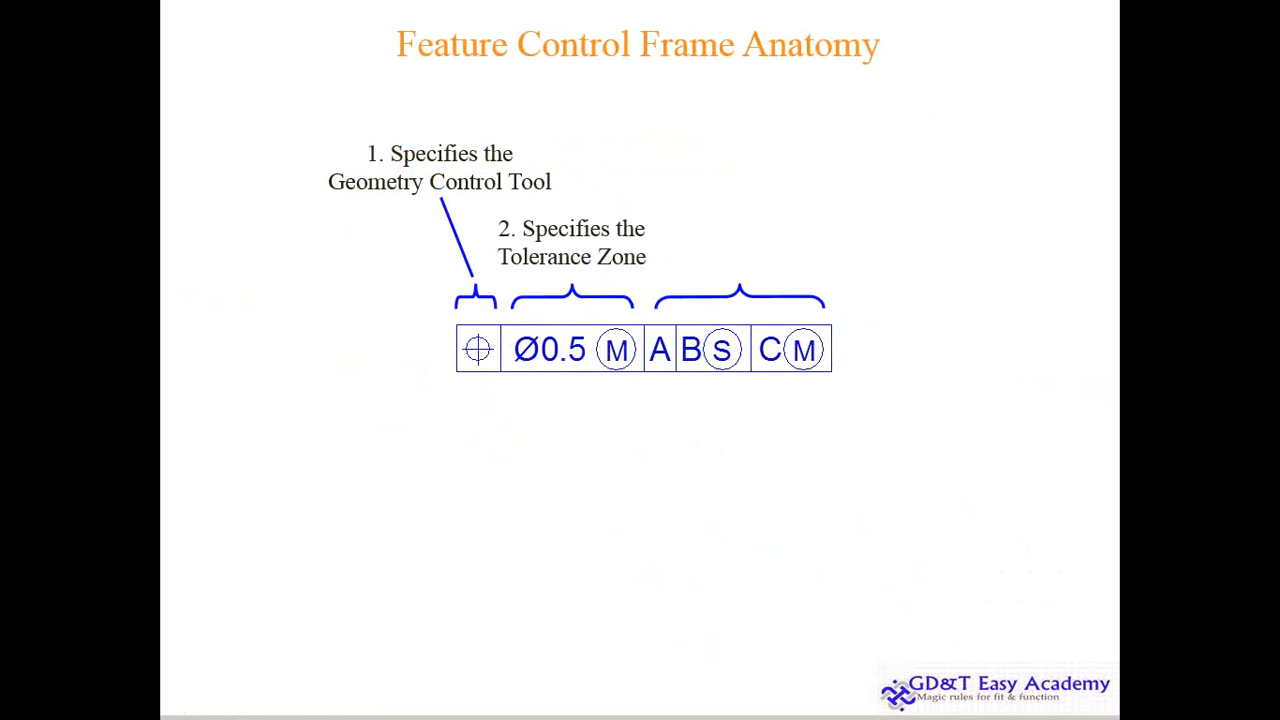 Feature Control Frame Anatomy
1. Specifies the
Geometry Control Tool
2. Specifies the
Tolerance Zone
⌖ Ø0.5 Ⓜ A B Ⓢ C Ⓜ
GD&T Easy Academy
Magic rules for fit & function